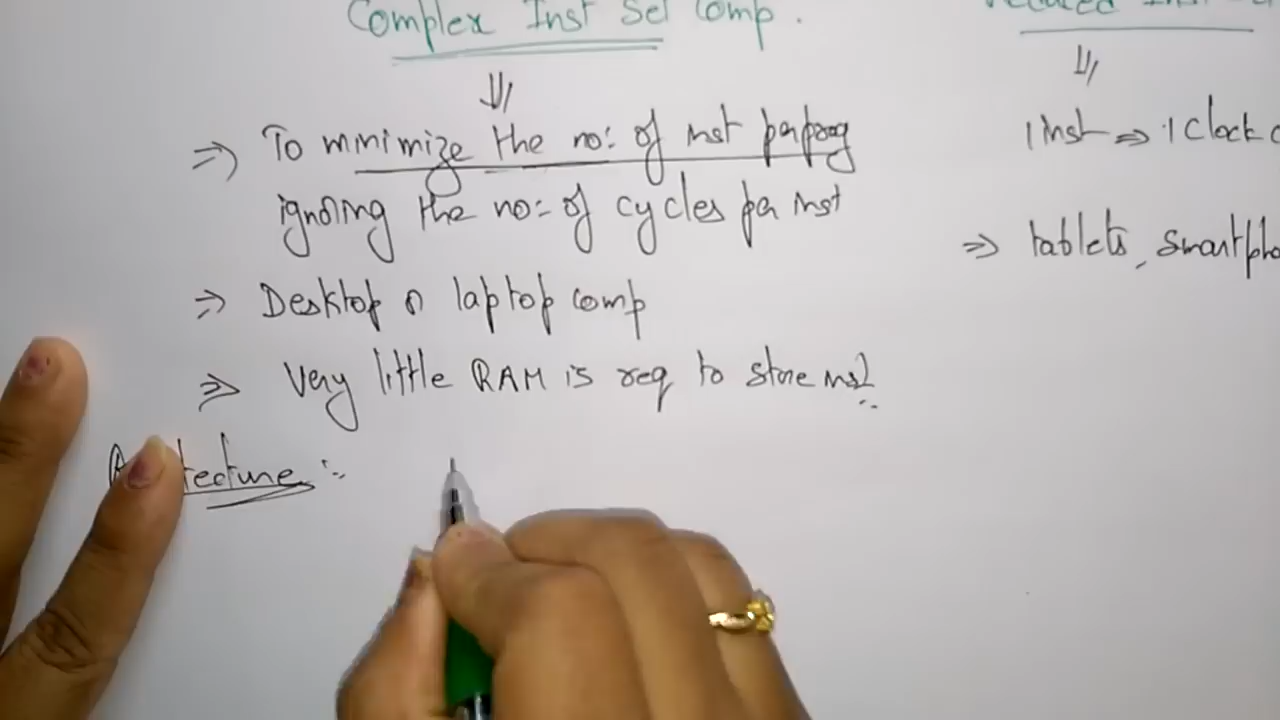 Complex Inst Set Comp.
⇒ To minimize the no: of inst per prog
ignoring the no: of cycles per inst
⇒ Desktop or laptop comp
⇒ Very little RAM is req to store
tecture :-
1 Inst ⇒ 1 Clock
⇒ tablets, smartpho